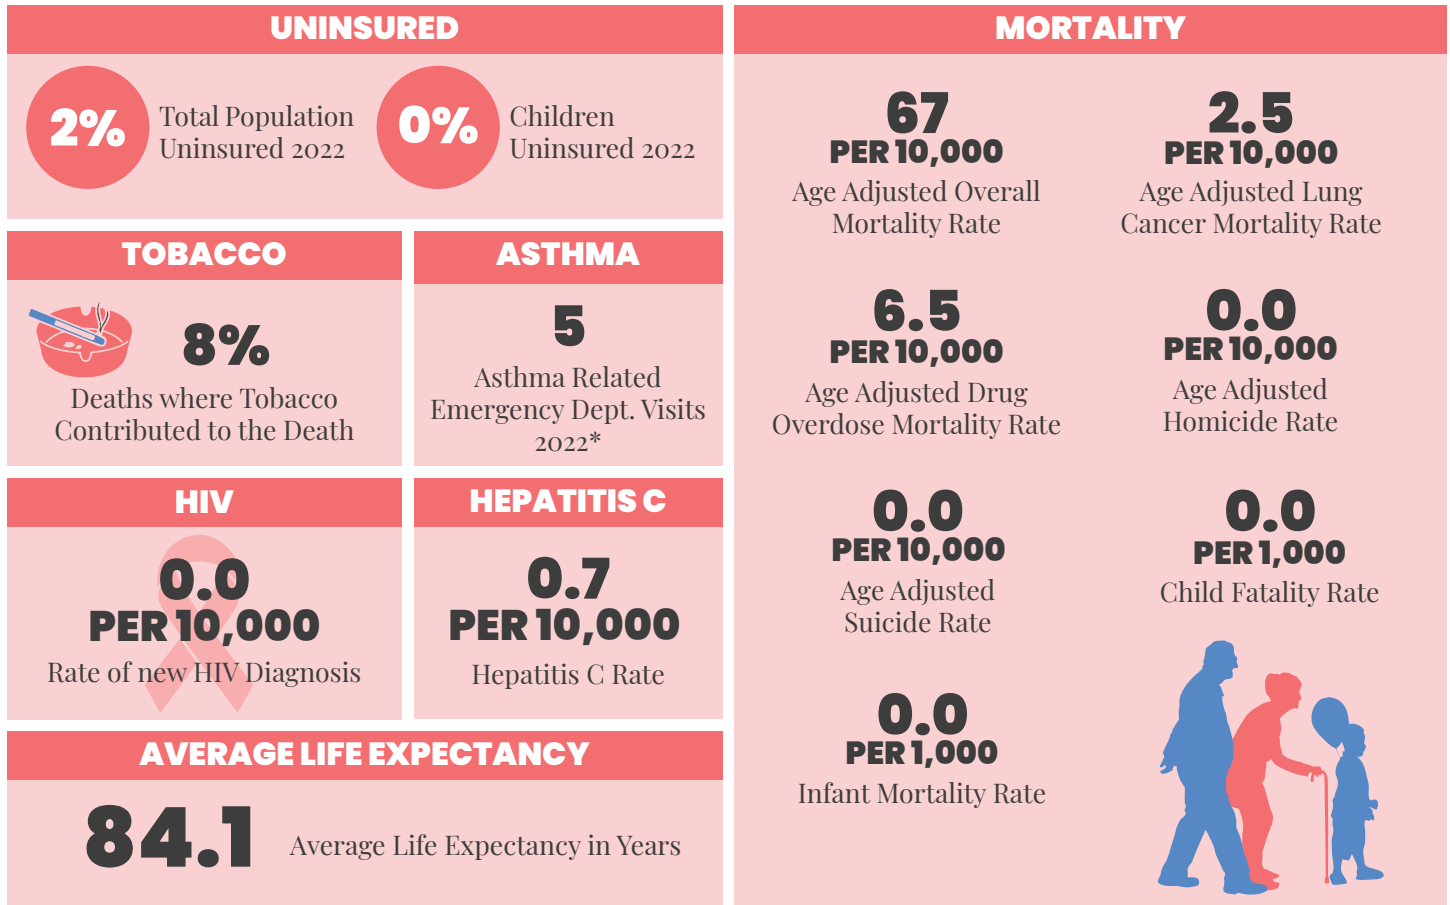 UNINSURED
2%
Total Population
Uninsured 2022
0%
Children
Uninsured 2022
TOBACCO
8%
Deaths where Tobacco
Contributed to the Death
ASTHMA
5
Asthma Related
Emergency Dept. Visits
2022*
HIV
0.0
PER 10,000
Rate of new HIV Diagnosis
HEPATITIS C
0.7
PER 10,000
Hepatitis C Rate
AVERAGE LIFE EXPECTANCY
84.1
Average Life Expectancy in Years
MORTALITY
67
PER 10,000
Age Adjusted Overall
Mortality Rate
2.5
PER 10,000
Age Adjusted Lung
Cancer Mortality Rate
6.5
PER 10,000
Age Adjusted Drug
Overdose Mortality Rate
0.0
PER 10,000
Age Adjusted
Homicide Rate
0.0
PER 10,000
Age Adjusted
Suicide Rate
0.0
PER 1,000
Child Fatality Rate
0.0
PER 1,000
Infant Mortality Rate